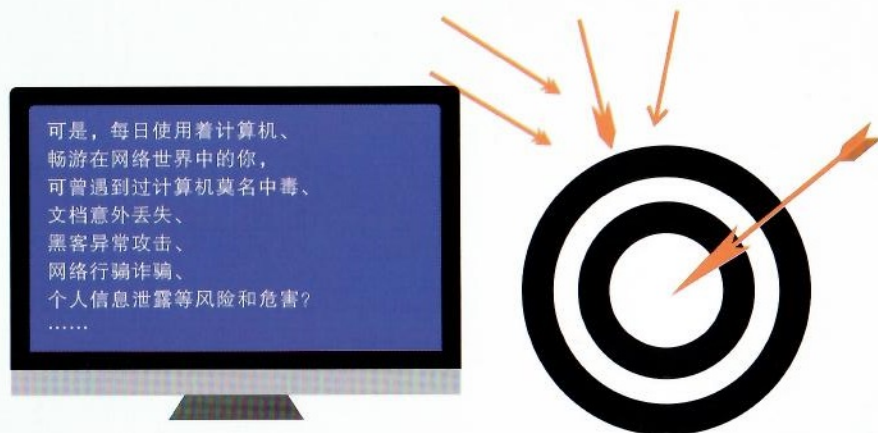 可是，每日使用着计算机、
畅游在网络世界中的你，
可曾遇到过计算机莫名中毒、
文档意外丢失、
黑客异常攻击、
网络行骗诈骗、
个人信息泄露等风险和危害？
……